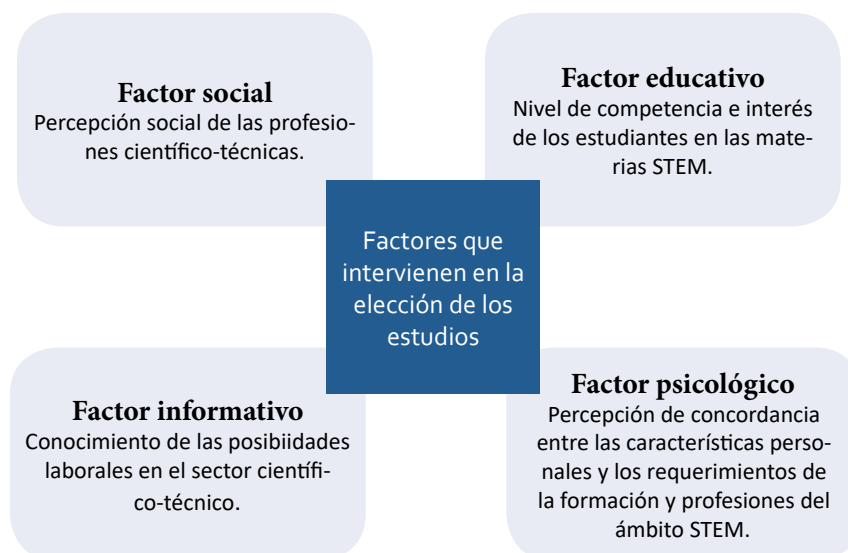 Factor social
Percepción social de las profesio-
nes científico-técnicas.
Factor educativo
Nivel de competencia e interés
de los estudiantes en las mate-
rias STEM.
Factores que
intervienen en la
elección de los
estudios
Factor informativo
Conocimiento de las posibiidades
laborales en el sector científi-
co-técnico.
Factor psicológico
Percepción de concordancia
entre las características perso-
nales y los requerimientos de
la formación y profesiones del
ámbito STEM.